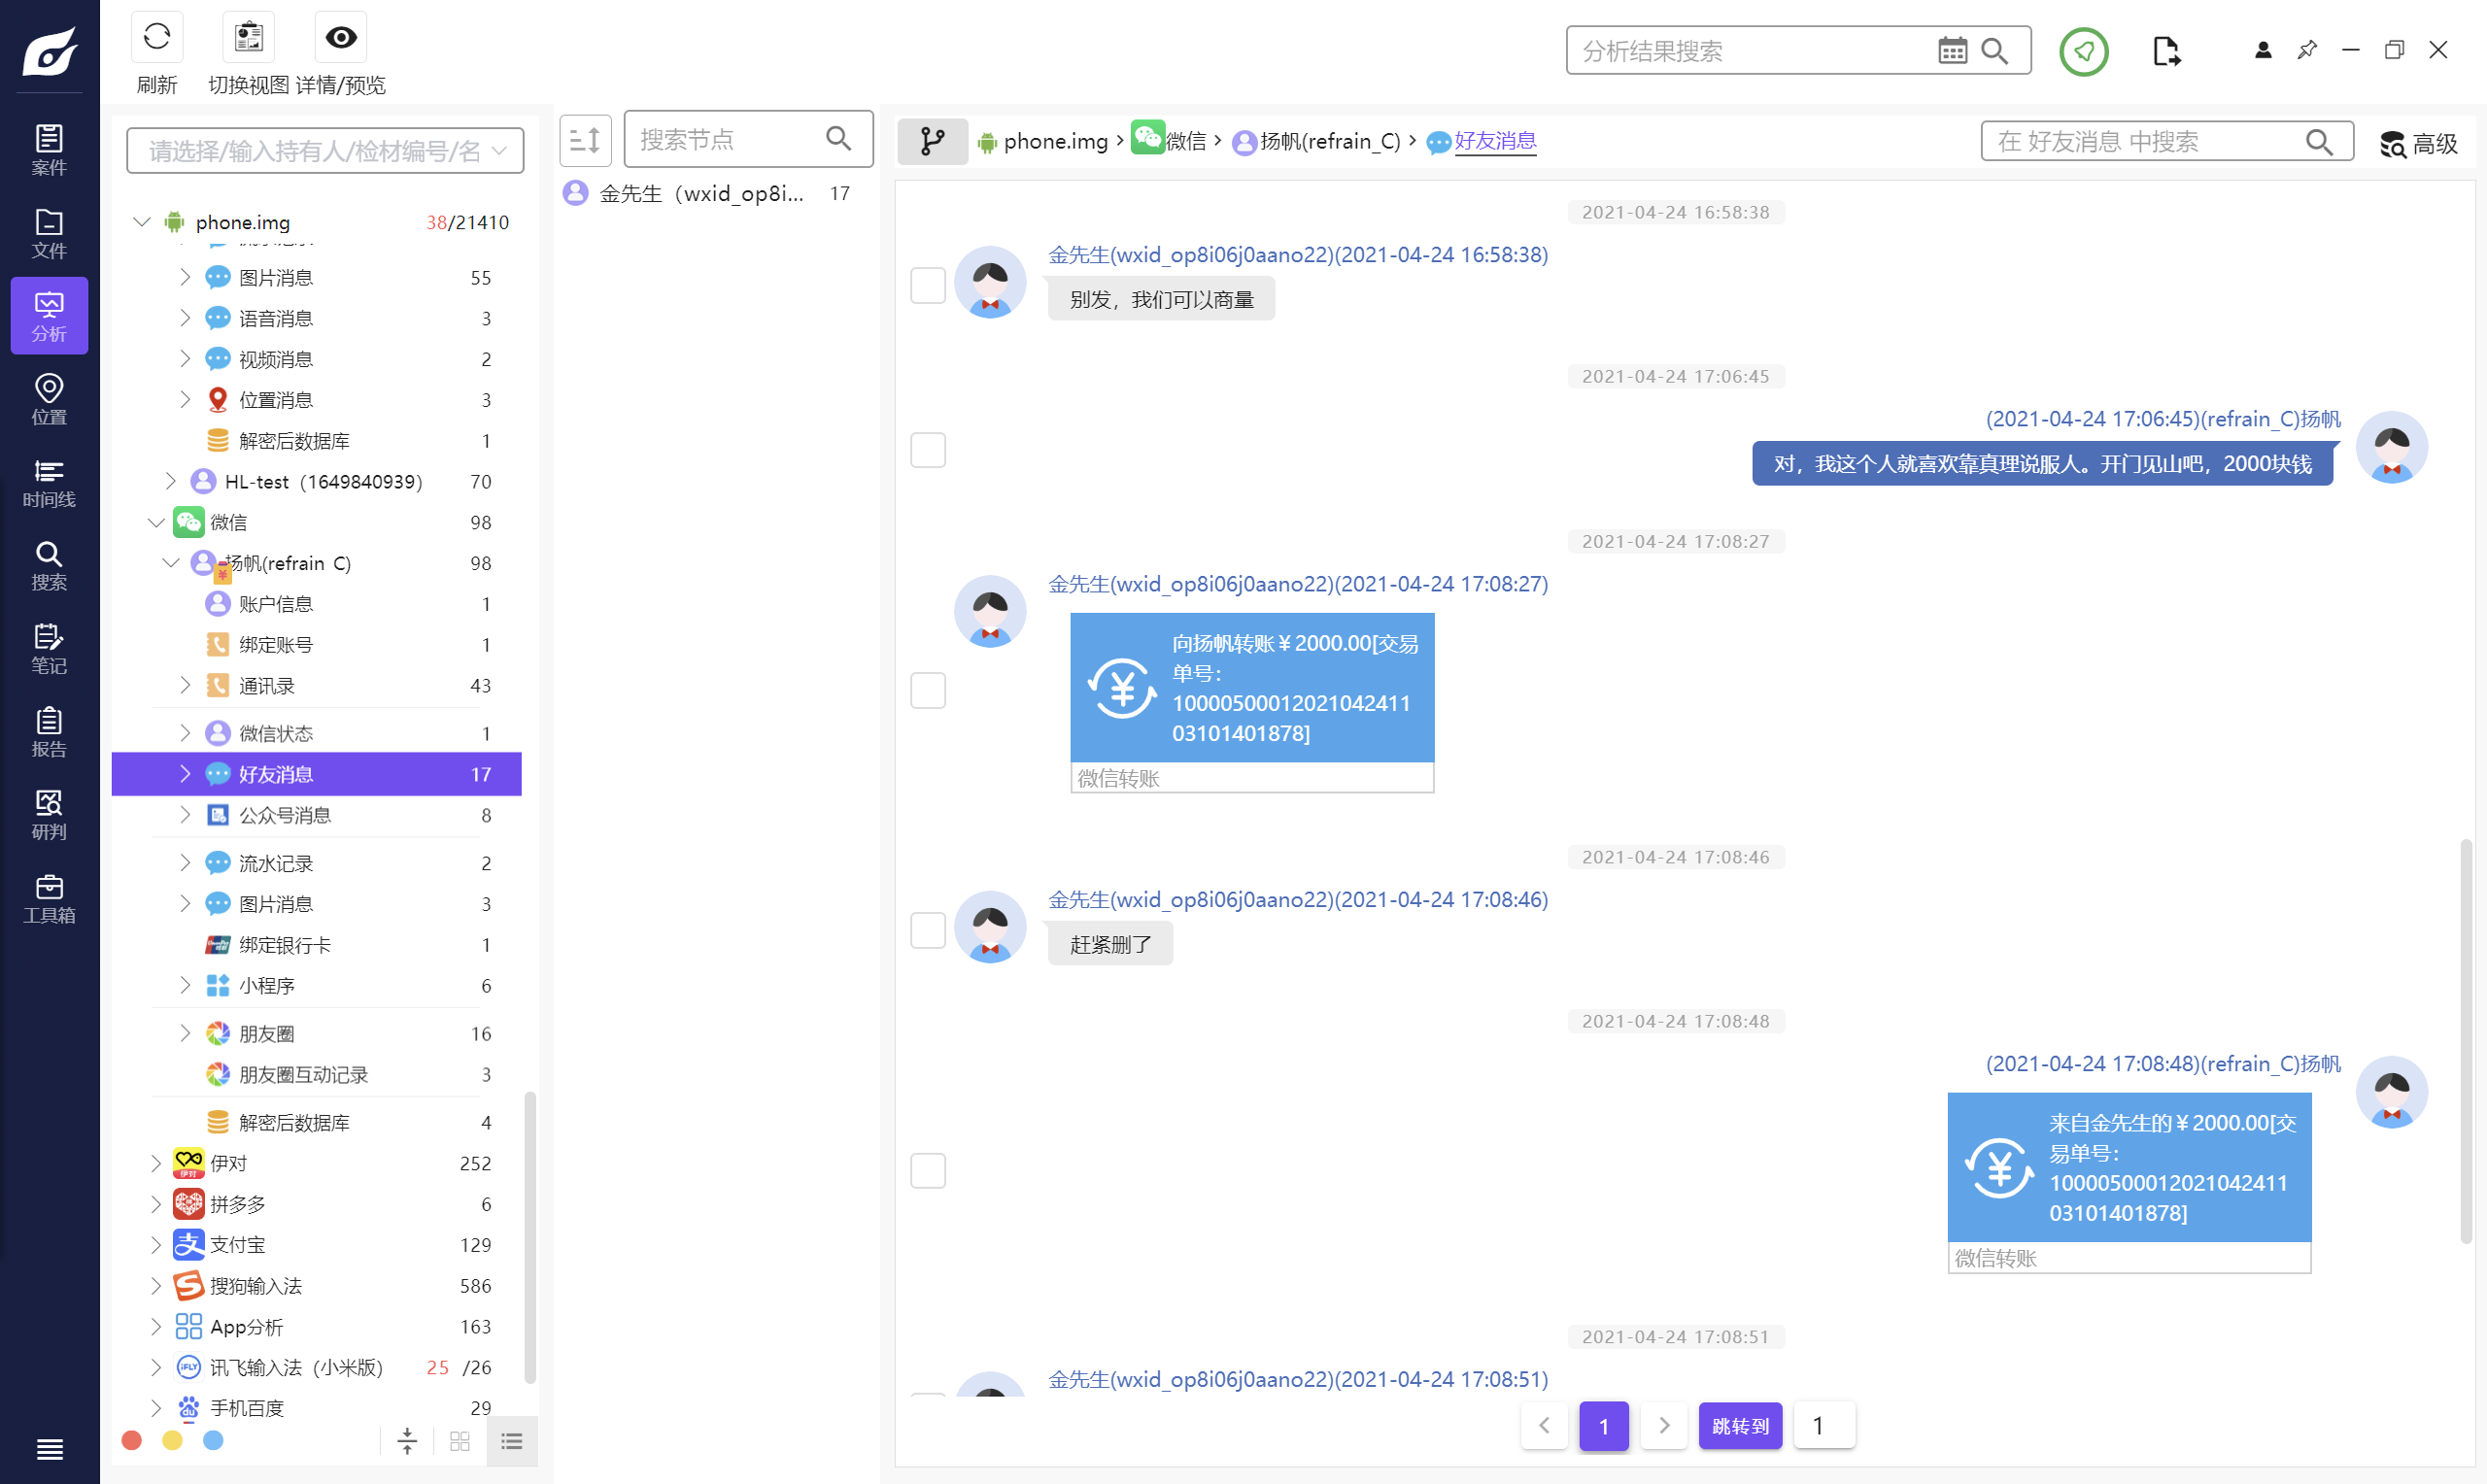 刷新
切换视图
详情/预览
分析结果搜索
案件
文件
分析
位置
时间线
搜索
笔记
报告
研判
工具箱
请选择/输入持有人/检材编号/名
phone.img 38/21410
图片消息 55
语音消息 3
视频消息 2
位置消息 3
解密后数据库 1
HL-test（1649840939） 70
微信 98
扬帆(refrain_C) 98
账户信息 1
绑定账号 1
通讯录 43
微信状态 1
好友消息 17
公众号消息 8
流水记录 2
图片消息 3
绑定银行卡 1
小程序 6
朋友圈 16
朋友圈互动记录 3
解密后数据库 4
伊对 252
拼多多 6
支付宝 129
搜狗输入法 586
App分析 163
讯飞输入法（小米版） 25 /26
手机百度 29
搜索节点
金先生（wxid_op8i... 17
phone.img › 微信 › 扬帆(refrain_C) › 好友消息
在 好友消息 中搜索
高级
2021-04-24 16:58:38
金先生(wxid_op8i06j0aano22)(2021-04-24 16:58:38)
别发，我们可以商量
2021-04-24 17:06:45
(2021-04-24 17:06:45)(refrain_C)扬帆
对，我这个人就喜欢靠真理说服人。开门见山吧，2000块钱
2021-04-24 17:08:27
金先生(wxid_op8i06j0aano22)(2021-04-24 17:08:27)
向扬帆转账￥2000.00[交易
单号：
10000500012021042411
03101401878]
微信转账
2021-04-24 17:08:46
金先生(wxid_op8i06j0aano22)(2021-04-24 17:08:46)
赶紧删了
2021-04-24 17:08:48
(2021-04-24 17:08:48)(refrain_C)扬帆
来自金先生的￥2000.00[交
易单号：
10000500012021042411
03101401878]
微信转账
2021-04-24 17:08:51
金先生(wxid_op8i06j0aano22)(2021-04-24 17:08:51)
1
跳转到
1